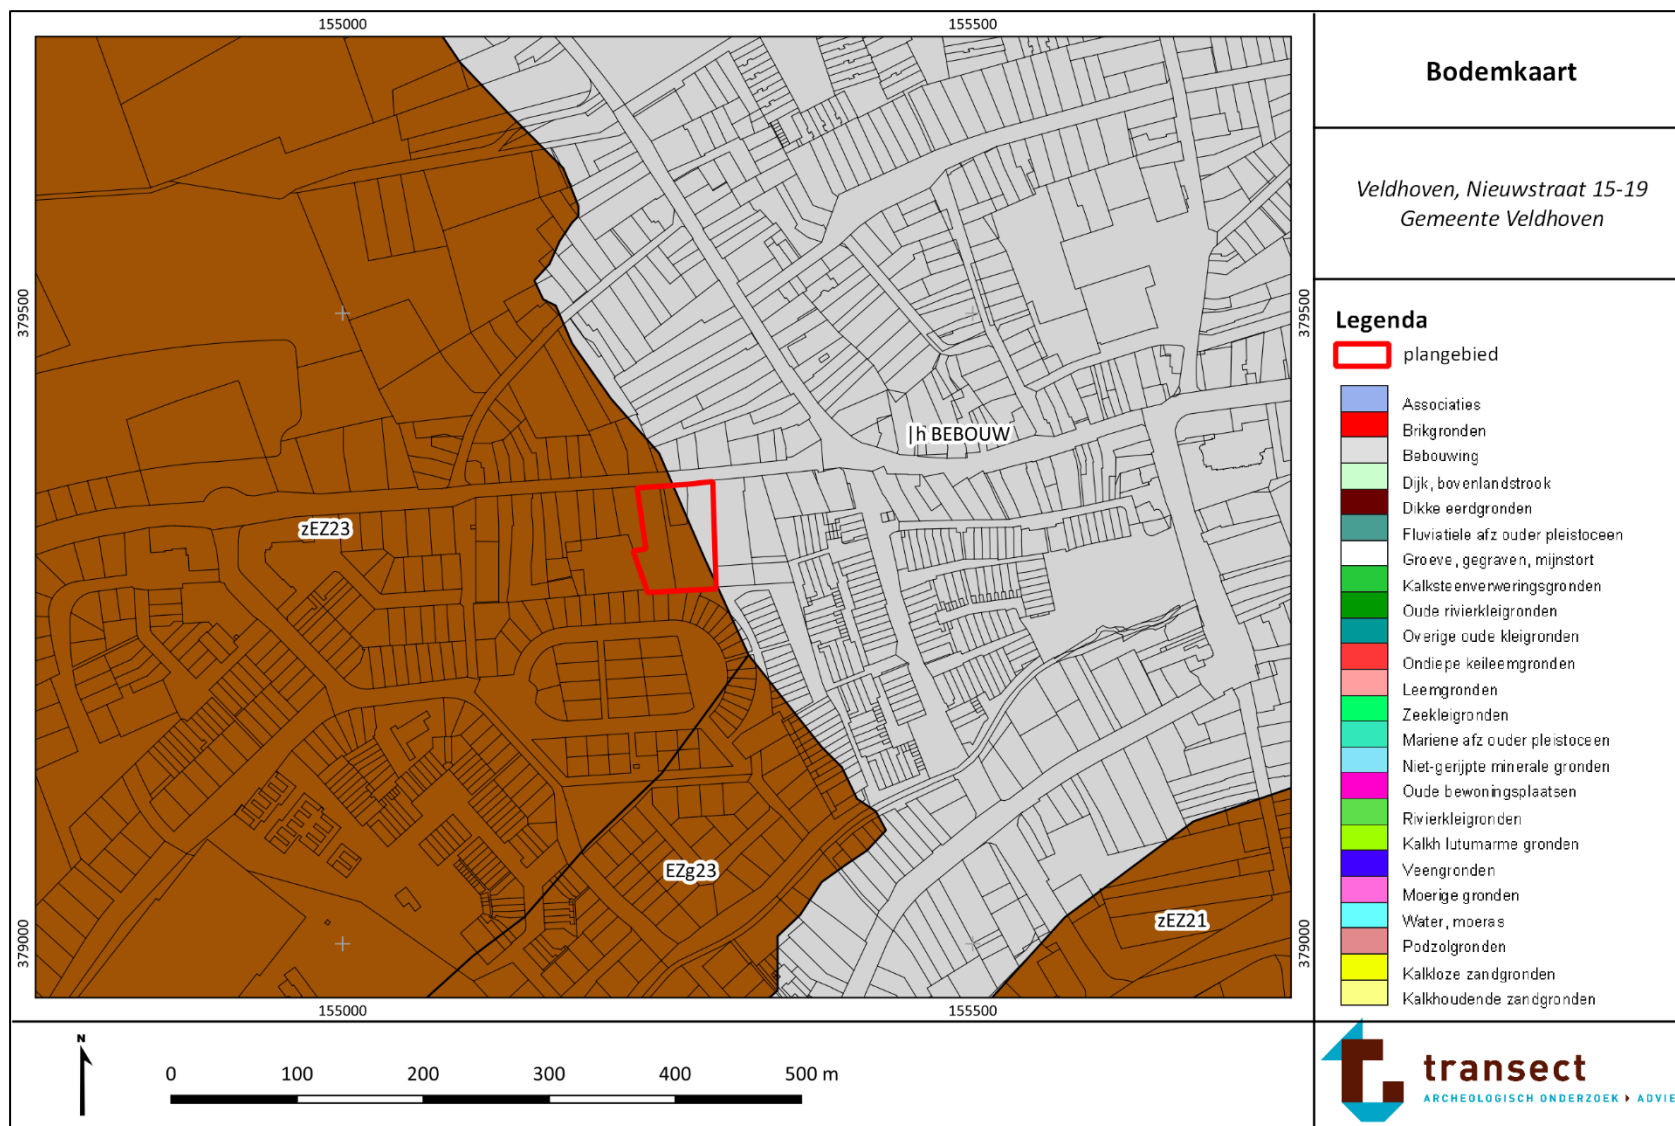 155000
155500
379500
379500
|h BEBOUW
zEZ23
EZg23
zEZ21
379000
379000
155000
155500
N
0
100
200
300
400
500 m
Bodemkaart
Veldhoven, Nieuwstraat 15-19
Gemeente Veldhoven
Legenda
plangebied
Associaties
Brikgronden
Bebouwing
Dijk, bovenlandstrook
Dikke eerdgronden
Fluviatiele afz ouder pleistoceen
Groeve, gegraven, mijnstort
Kalksteenverweringsgronden
Oude rivierkleigronden
Overige oude kleigronden
Ondiepe keileemgronden
Leemgronden
Zeekleigronden
Mariene afz ouder pleistoceen
Niet-gerijpte minerale gronden
Oude bewoningsplaatsen
Rivierkleigronden
Kalkh lutumarme gronden
Veengronden
Moerige gronden
Water, moeras
Podzolgronden
Kalkloze zandgronden
Kalkhoudende zandgronden
transect
ARCHEOLOGISCH ONDERZOEK ▸ ADVIE